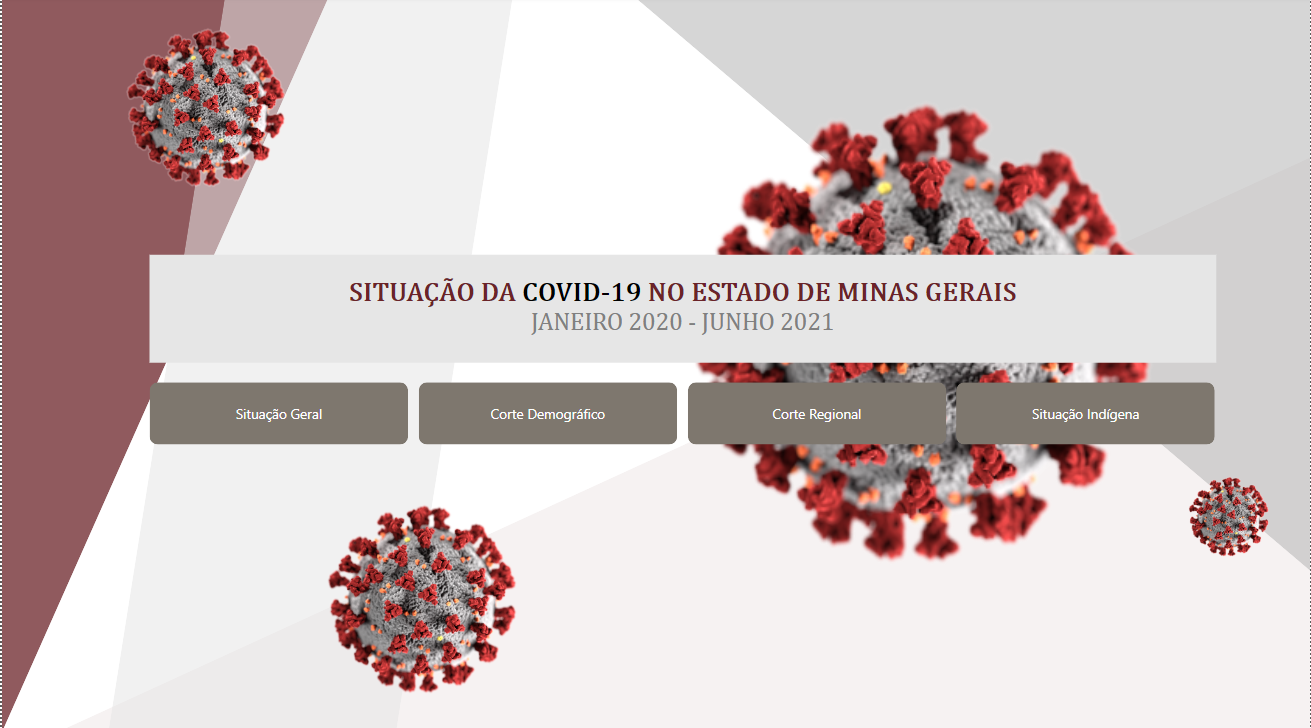 SITUAÇÃO DA COVID-19 NO ESTADO DE MINAS GERAIS
JANEIRO 2020 - JUNHO 2021
Situação Geral
Corte Demográfico
Corte Regional
Situação Indígena